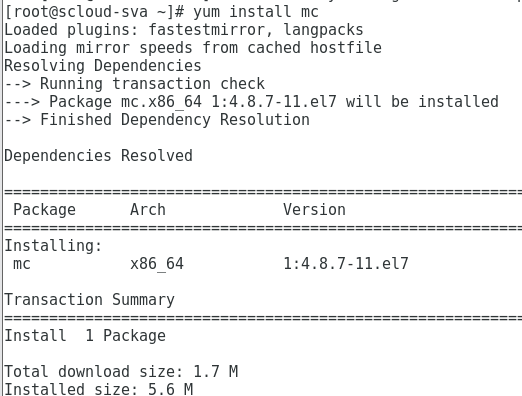 [root@scloud-sva ~]# yum install mc
Loaded plugins: fastestmirror, langpacks
Loading mirror speeds from cached hostfile
Resolving Dependencies
--> Running transaction check
---> Package mc.x86_64 1:4.8.7-11.el7 will be installed
--> Finished Dependency Resolution
Dependencies Resolved
==========================================================
Package Arch Version
==========================================================
Installing:
mc x86_64 1:4.8.7-11.el7
Transaction Summary
==========================================================
Install 1 Package
Total download size: 1.7 M
Installed size: 5.6 M